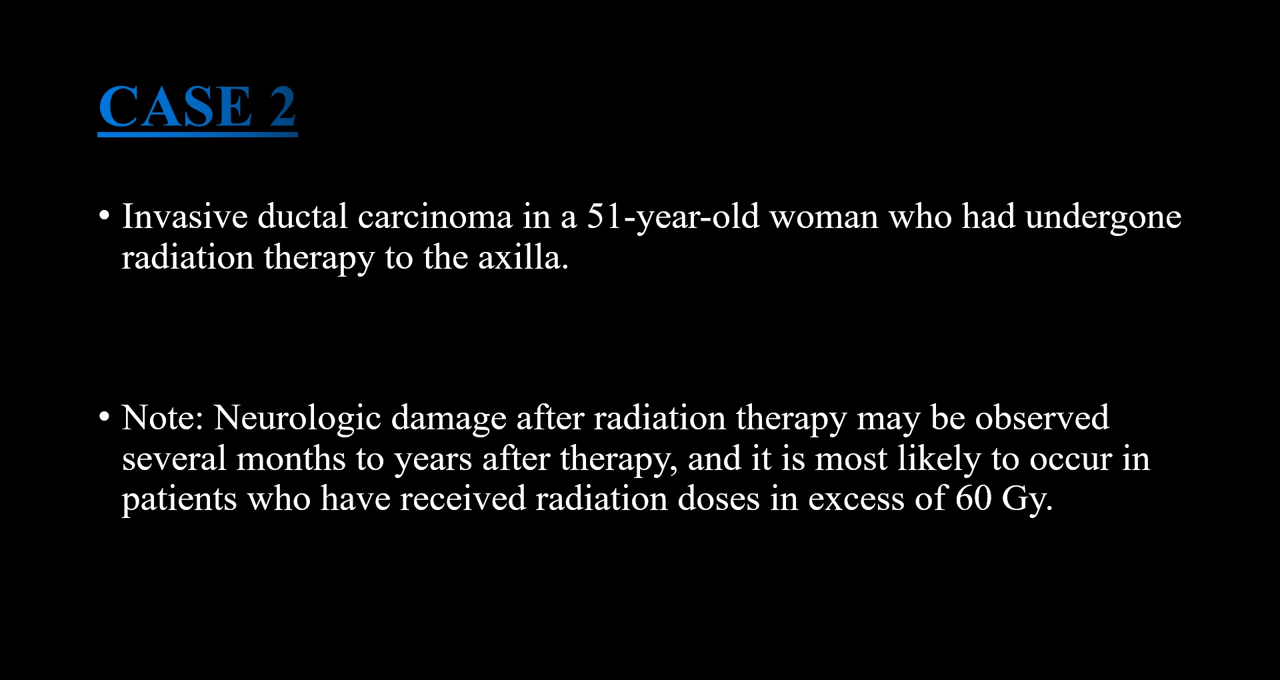 CASE 2
• Invasive ductal carcinoma in a 51-year-old woman who had undergone
radiation therapy to the axilla.
• Note: Neurologic damage after radiation therapy may be observed
several months to years after therapy, and it is most likely to occur in
patients who have received radiation doses in excess of 60 Gy.